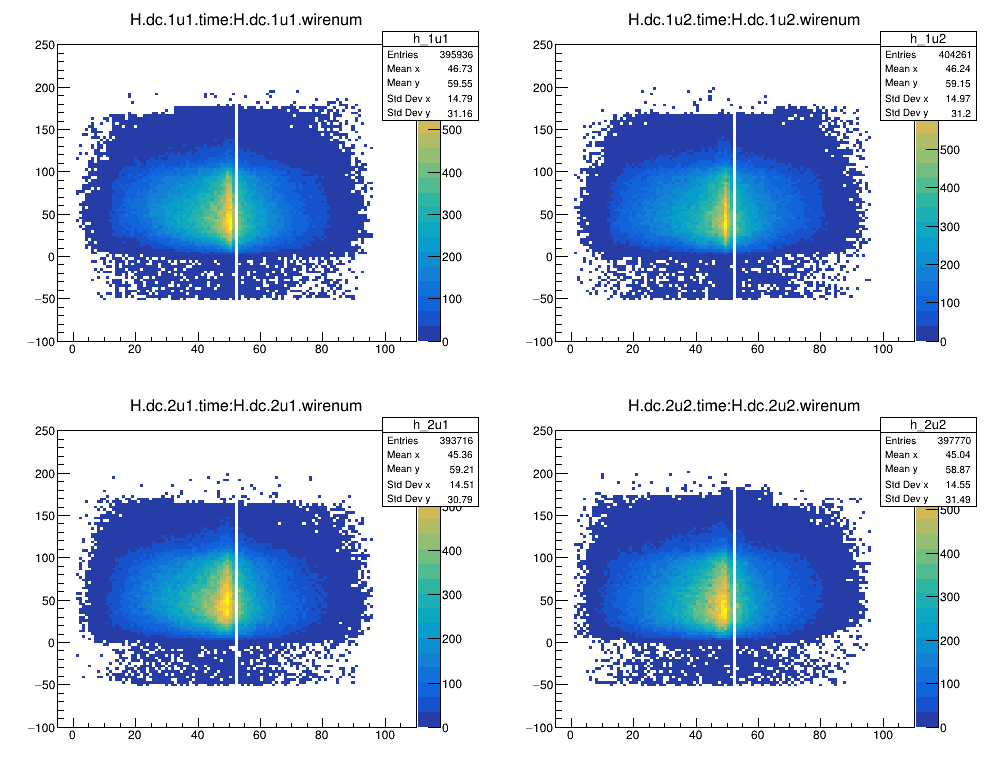 H.dc.1u1.time:H.dc.1u1.wirenum
h_1u1
Entries 395936
Mean x 46.73
Mean y 59.55
Std Dev x 14.79
Std Dev y 31.16
250
200
150
100
50
0
−50
−100
0 20 40 60 80 100
500
400
300
200
100
0
H.dc.1u2.time:H.dc.1u2.wirenum
h_1u2
Entries 404261
Mean x 46.24
Mean y 59.15
Std Dev x 14.97
Std Dev y 31.2
250
200
150
100
50
0
−50
−100
0 20 40 60 80 100
500
400
300
200
100
0
H.dc.2u1.time:H.dc.2u1.wirenum
h_2u1
Entries 393716
Mean x 45.36
Mean y 59.21
Std Dev x 14.51
Std Dev y 30.79
250
200
150
100
50
0
−50
−100
0 20 40 60 80 100
500
400
300
200
100
0
H.dc.2u2.time:H.dc.2u2.wirenum
h_2u2
Entries 397770
Mean x 45.04
Mean y 58.87
Std Dev x 14.55
Std Dev y 31.49
250
200
150
100
50
0
−50
−100
0 20 40 60 80 100
500
400
300
200
100
0